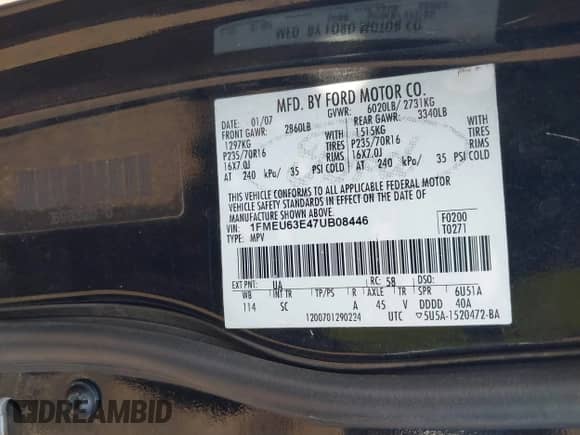 MFD. BY FORD MOTOR CO.
MFD. BY FORD MOTOR CO.
DATE: 01/07 GVWR: 6020LB/ 2731KG
FRONT GAWR: 2860LB REAR GAWR: 3340LB
1297KG WITH 1515KG WITH
P235/70R16 TIRES P235/70R16 TIRES
16X7.0J RIMS 16X7.0J RIMS
AT 240 kPa/ 35 PSI COLD AT 240 kPa/ 35 PSI COLD
THIS VEHICLE CONFORMS TO ALL APPLICABLE FEDERAL MOTOR
VEHICLE SAFETY STANDARDS IN EFFECT ON THE DATE OF
MANUFACTURE SHOWN ABOVE.
VIN: 1FMEU63E47UB08446 F0200
TYPE: MPV T0271
EXT PNT: UA RC: 58 DSO:
WB INT TR TP/PS R AXLE TR SPR 6U51A
114 SC A 45 V DDDD 40A
1200701290224 UTC ▽5U5A-1520472-BA
DREAMBID